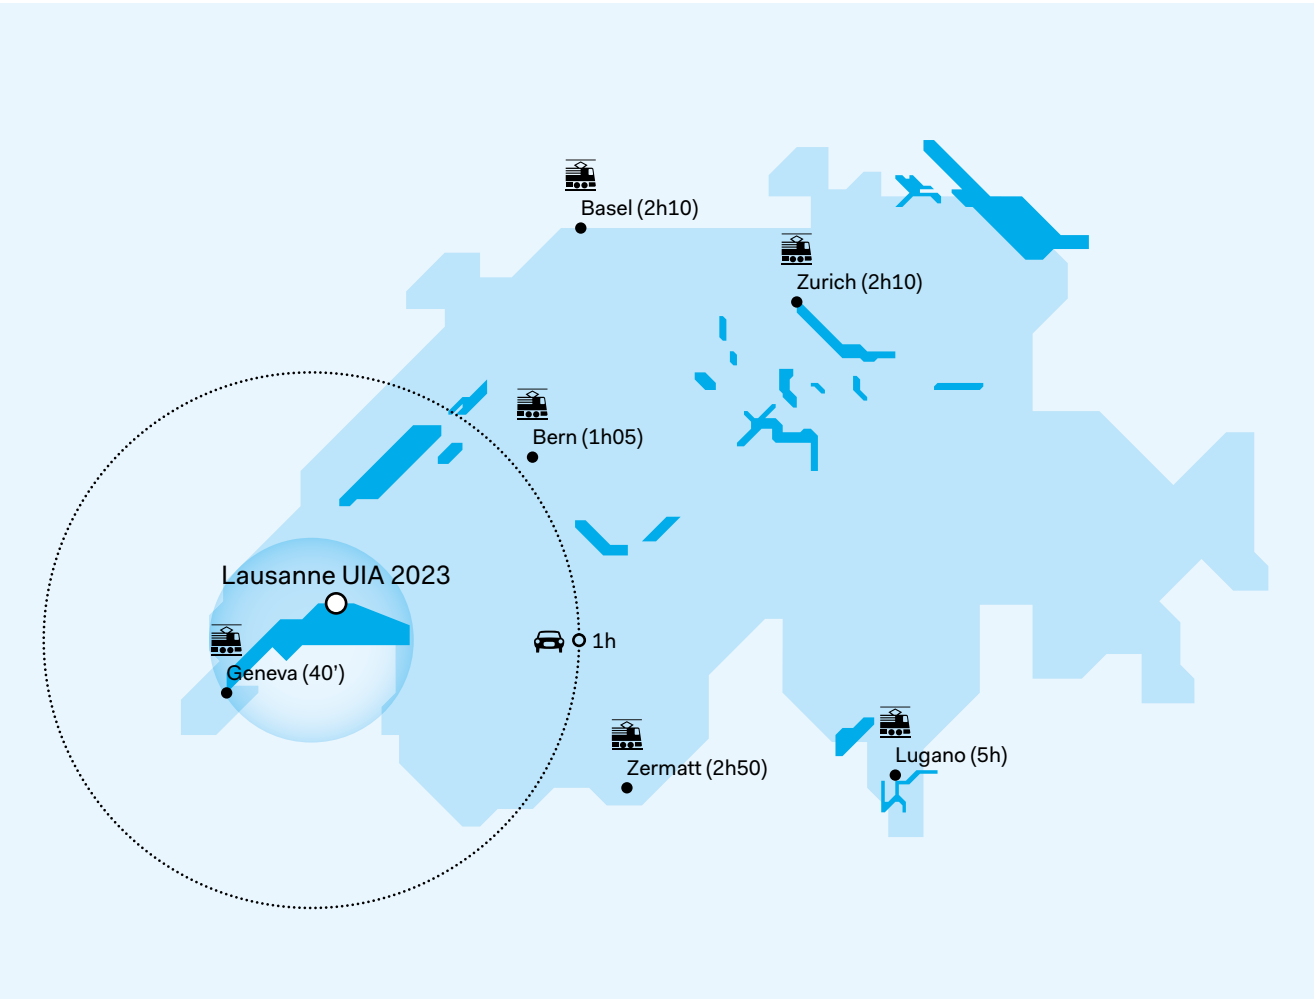 Basel (2h10)
Zurich (2h10)
Bern (1h05)
Lausanne UIA 2023
1h
Geneva (40’)
Lugano (5h)
Zermatt (2h50)